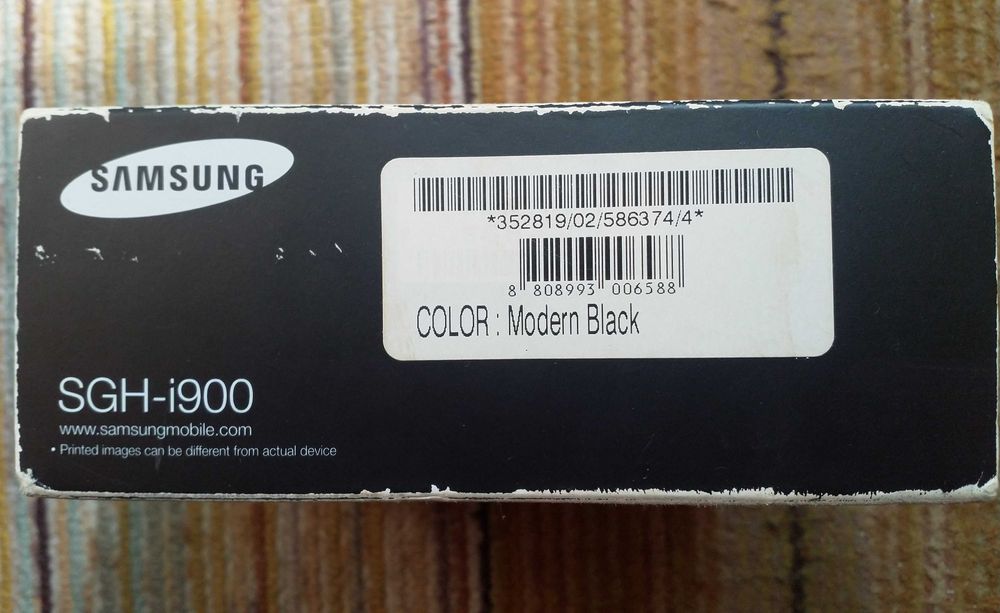 SAMSUNG
*352819/02/586374/4*
8 808993 006588
COLOR : Modern Black
SGH-i900
www.samsungmobile.com
• Printed images can be different from actual device